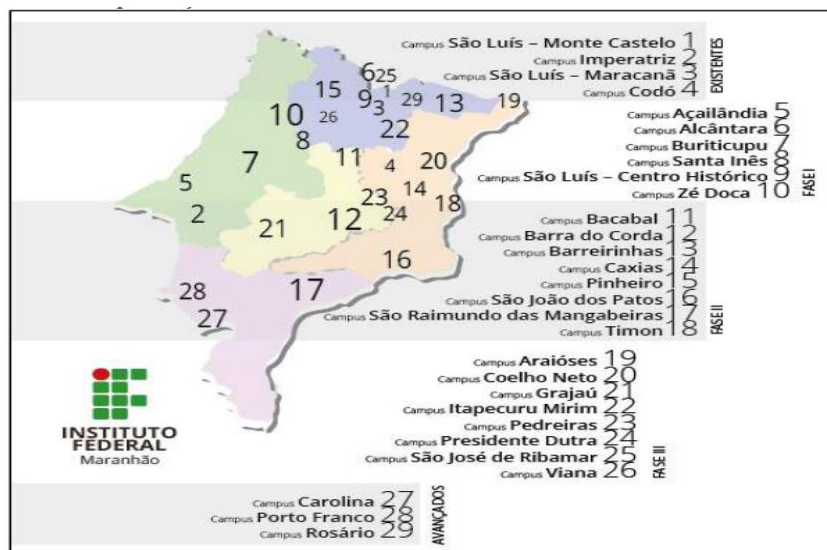 Campus São Luís – Monte Castelo 1
Campus Imperatriz 2
Campus São Luís – Maracanã 3
Campus Codó 4
EXISTENTES
Campus Açailândia 5
Campus Alcântara 6
Campus Buriticupu 7
Campus Santa Inês 8
Campus São Luís – Centro Histórico 9
Campus Zé Doca 10
FASE I
Campus Bacabal 11
Campus Barra do Corda 12
Campus Barreirinhas 13
Campus Caxias 14
Campus Pinheiro 15
Campus São João dos Patos 16
Campus São Raimundo das Mangabeiras 17
Campus Timon 18
FASE II
Campus Araióses 19
Campus Coelho Neto 20
Campus Grajaú 21
Campus Itapecuru Mirim 22
Campus Pedreiras 23
Campus Presidente Dutra 24
Campus São José de Ribamar 25
Campus Viana 26
FASE III
Campus Carolina 27
Campus Porto Franco 28
Campus Rosário 29
AVANÇADOS
6 25
15 9 1 3 29 13 19
10 26 22
8
11 4 20
7
5 23 14 18
2 21 12 24
16
28 17
27
INSTITUTO
FEDERAL
Maranhão